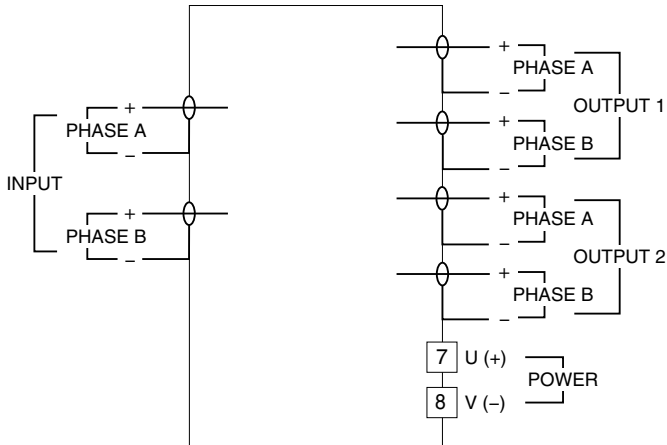 INPUT
+
PHASE A
−
+
PHASE B
−
+
PHASE A
−
+
PHASE B
−
OUTPUT 1
+
PHASE A
−
+
PHASE B
−
OUTPUT 2
7 U (+)
8 V (−)
POWER